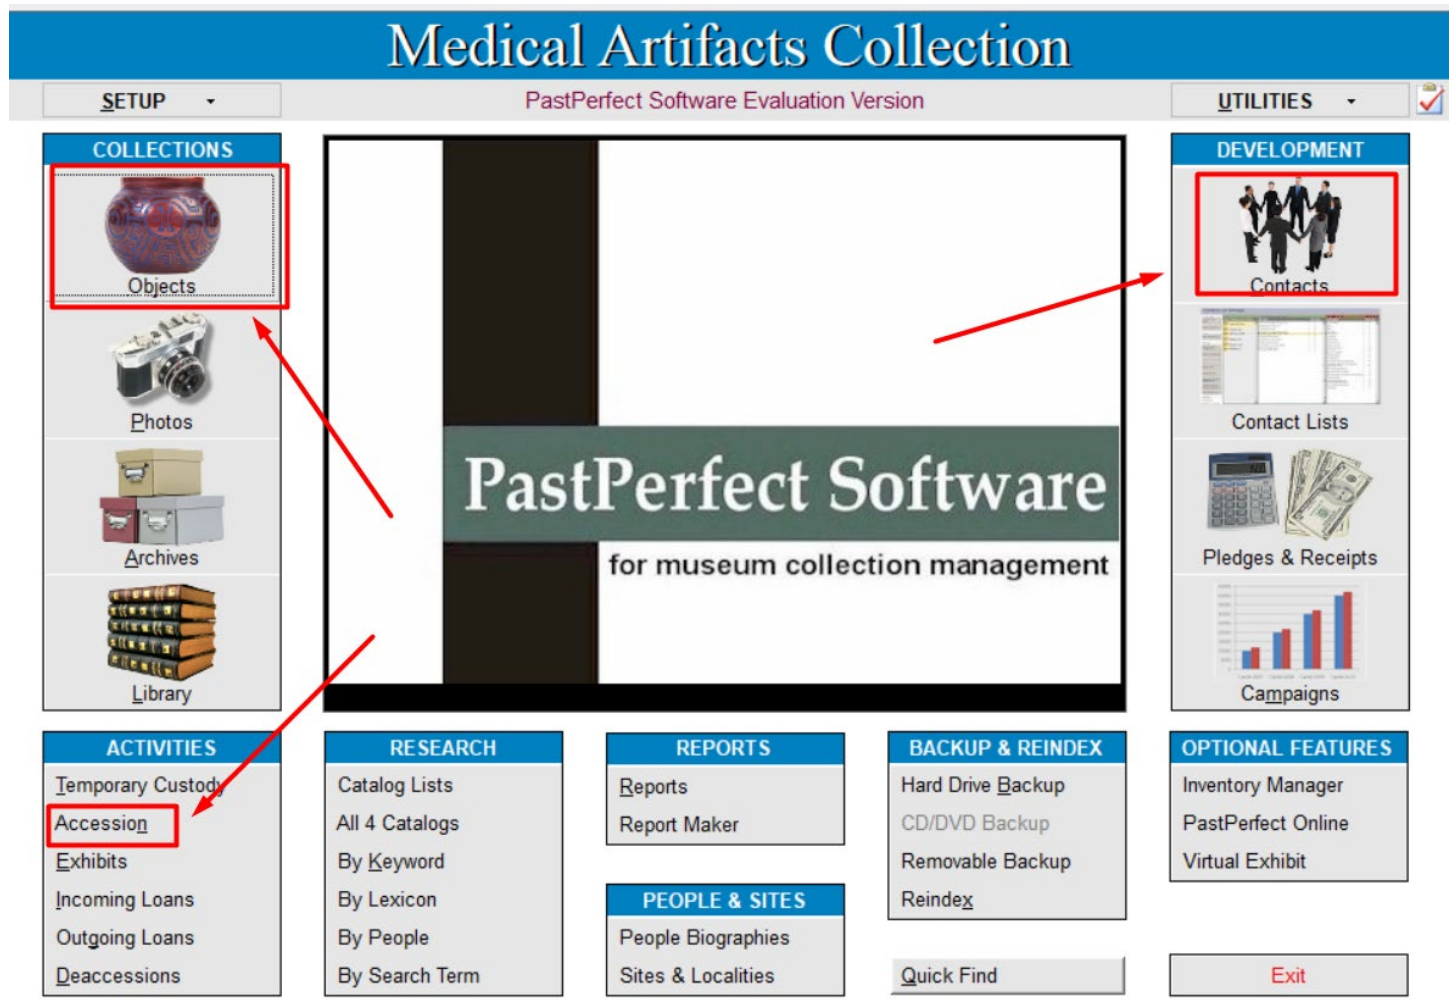 Medical Artifacts Collection
SETUP
PastPerfect Software Evaluation Version
UTILITIES
COLLECTIONS
Objects
Photos
Archives
Library
PastPerfect Software
for museum collection management
DEVELOPMENT
Contacts
Contact Lists
Pledges & Receipts
Campaigns
ACTIVITIES
Temporary Custody
Accession
Exhibits
Incoming Loans
Outgoing Loans
Deaccessions
RESEARCH
Catalog Lists
All 4 Catalogs
By Keyword
By Lexicon
By People
By Search Term
REPORTS
Reports
Report Maker
PEOPLE & SITES
People Biographies
Sites & Localities
BACKUP & REINDEX
Hard Drive Backup
CD/DVD Backup
Removable Backup
Reindex
Quick Find
OPTIONAL FEATURES
Inventory Manager
PastPerfect Online
Virtual Exhibit
Exit